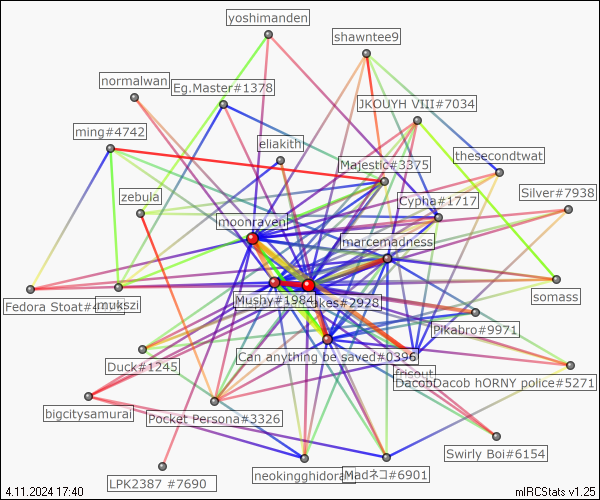 yoshimanden
shawntee9
normalwan
Eg.Master#1378
JKOUYH VIII#7034
ming#4742
eliakith
Majestic#3375
thesecondtwat
zebula
Cypha#1717
Silver#7938
moonraven
marcemadness
Fedora Stoat#
mukszi
Mushy#1984
kes#2928
somass
Pikabro#9971
Can anything be saved#0396
Duck#1245
frisout
DacobDacob hORNY police#5271
bigcitysamurai
Pocket Persona#3326
Swirly Boi#6154
LPK2387 #7690
neokingghidora
Madネコ#6901
4.11.2024 17:40
mIRCStats v1.25